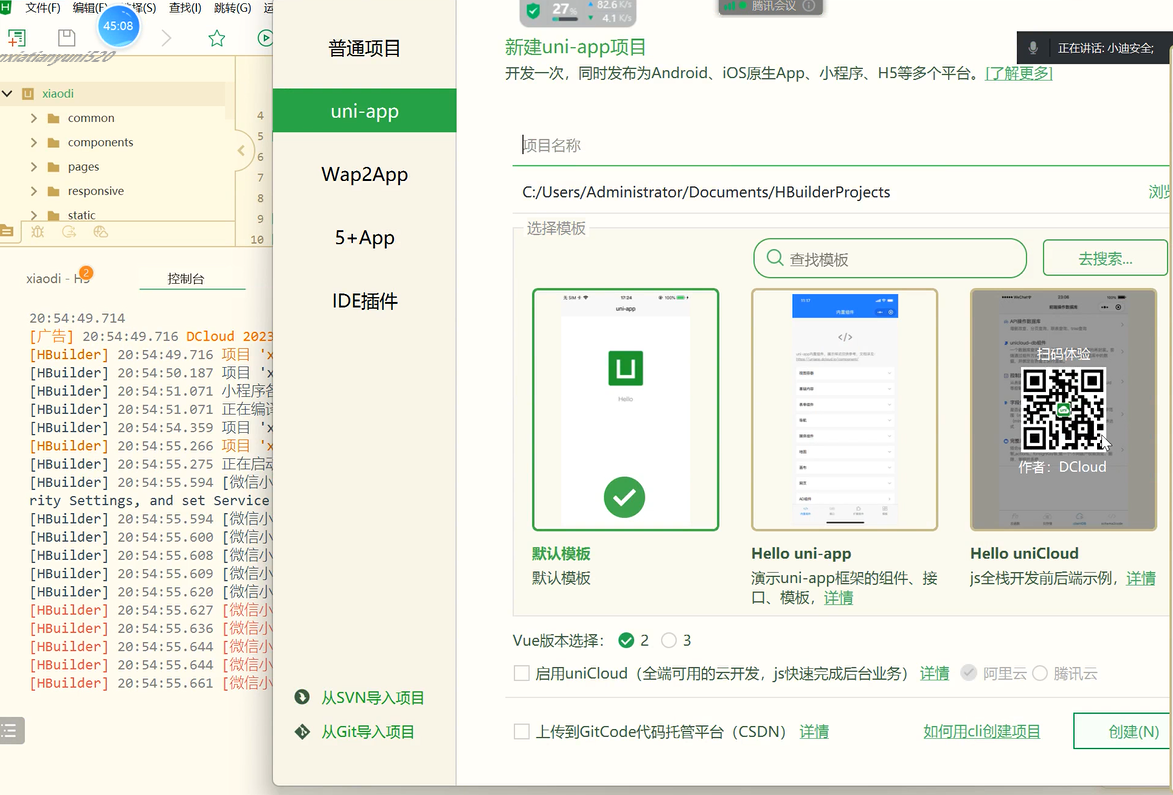 文件(F) 编辑(E) 选择(S) 查找(I) 跳转(G) 运
45:08
nxiatianyuni520
xiaodi
common
components
pages
responsive
static
4
5
6
7
8
9
10
xiaodi - H5
2
控制台
20:54:49.714
[广告] 20:54:49.716 DCloud 2023
[HBuilder] 20:54:49.716 项目 'x
[HBuilder] 20:54:50.187 项目 'x
[HBuilder] 20:54:51.071 小程序各
[HBuilder] 20:54:51.071 正在编译
[HBuilder] 20:54:54.359 项目 'x
[HBuilder] 20:54:55.266 项目 'x
[HBuilder] 20:54:55.275 正在启动
[HBuilder] 20:54:55.594 [微信小
rity Settings, and set Service
[HBuilder] 20:54:55.594 [微信小
[HBuilder] 20:54:55.600 [微信小
[HBuilder] 20:54:55.608 [微信小
[HBuilder] 20:54:55.609 [微信小
[HBuilder] 20:54:55.620 [微信小
[HBuilder] 20:54:55.627 [微信小
[HBuilder] 20:54:55.636 [微信小
[HBuilder] 20:54:55.644 [微信小
[HBuilder] 20:54:55.644 [微信小
[HBuilder] 20:54:55.661 [微信小
普通项目
uni-app
Wap2App
5+App
IDE插件
从SVN导入项目
从Git导入项目
27%
82.6 K/s
4.1 K/s
腾讯会议
正在讲话: 小迪安全;
新建uni-app项目
开发一次，同时发布为Android、iOS原生App、小程序、H5等多个平台。[了解更多]
项目名称
C:/Users/Administrator/Documents/HBuilderProjects
浏览
选择模板
查找模板
去搜索...
17:24
100%
uni-app
Hello
扫码体验
作者：DCloud
默认模板
默认模板
Hello uni-app
演示uni-app框架的组件、接
口、模板，详情
Hello uniCloud
js全栈开发前后端示例，详情
Vue版本选择： 2 3
启用uniCloud（全端可用的云开发，js快速完成后台业务） 详情 阿里云 腾讯云
上传到GitCode代码托管平台（CSDN） 详情
如何用cli创建项目
创建(N)